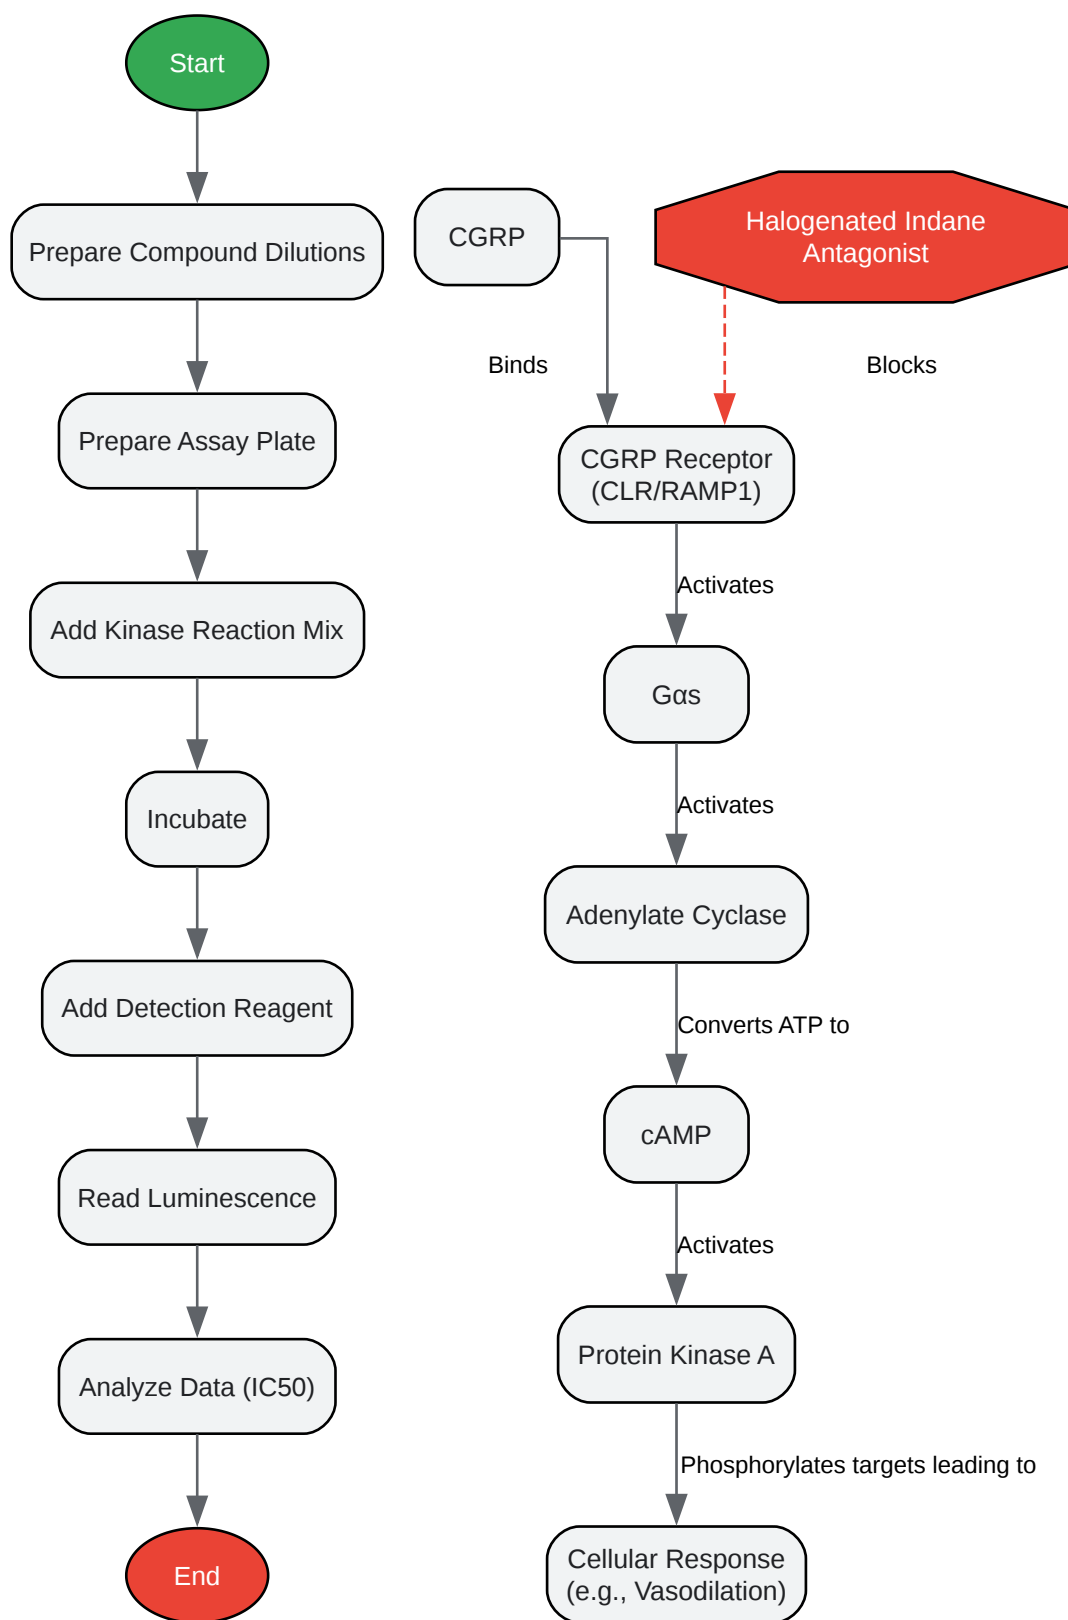 Start
Prepare Compound Dilutions
Prepare Assay Plate
Add Kinase Reaction Mix
Incubate
Add Detection Reagent
Read Luminescence
Analyze Data (IC50)
End
CGRP
Halogenated Indane
Antagonist
Binds
Blocks
CGRP Receptor
(CLR/RAMP1)
Activates
Gαs
Activates
Adenylate Cyclase
Converts ATP to
cAMP
Activates
Protein Kinase A
Phosphorylates targets leading to
Cellular Response
(e.g., Vasodilation)